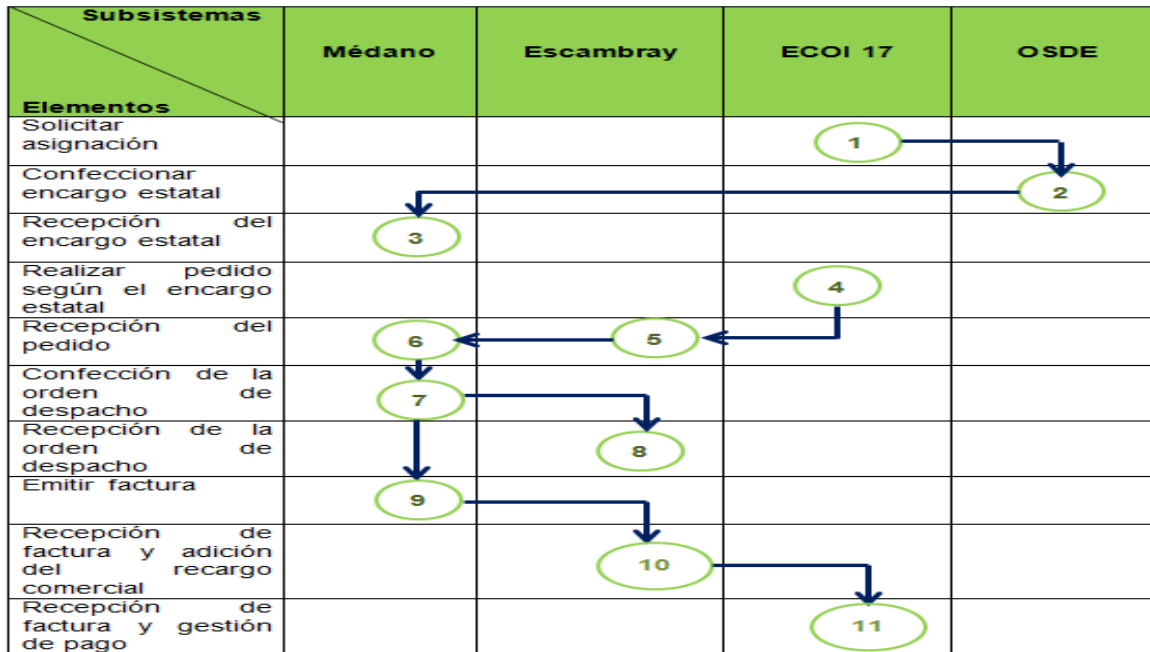 Subsistemas
Elementos
Médano
Escambray
ECOI 17
OSDE
Solicitar
asignación
1
Confeccionar
encargo estatal
2
Recepción del
encargo estatal
3
Realizar pedido
según el encargo
estatal
4
Recepción del
pedido
6
5
Confección de la
orden de
despacho
7
Recepción de la
orden de
despacho
8
Emitir factura
9
Recepción de
factura y adición
del recargo
comercial
10
Recepción de
factura y gestión
de pago
11